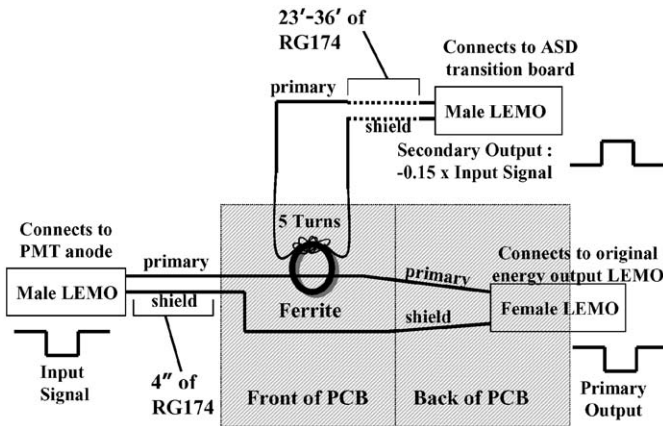 23′-36′ of
RG174
Connects to ASD
transition board
primary
Male LEMO
shield
Secondary Output :
-0.15 x Input Signal
5 Turns
Connects to
PMT anode
Connects to original
energy output LEMO
primary
primary
Male LEMO
Female LEMO
shield
Ferrite
shield
Input
Signal
4″ of
RG174
Front of PCB
Back of PCB
Primary
Output